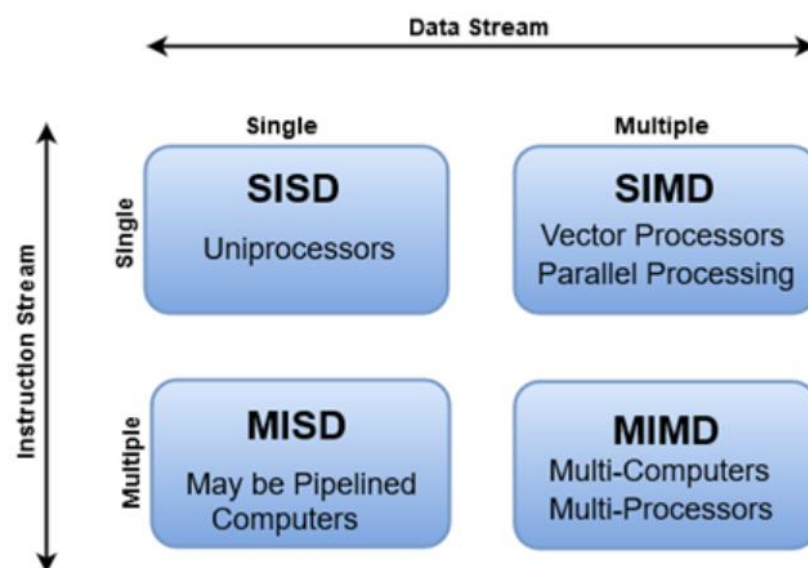 Data Stream
Single
Multiple
Instruction Stream
Single
SISD
Uniprocessors
SIMD
Vector Processors
Parallel Processing
Multiple
MISD
May be Pipelined
Computers
MIMD
Multi-Computers
Multi-Processors